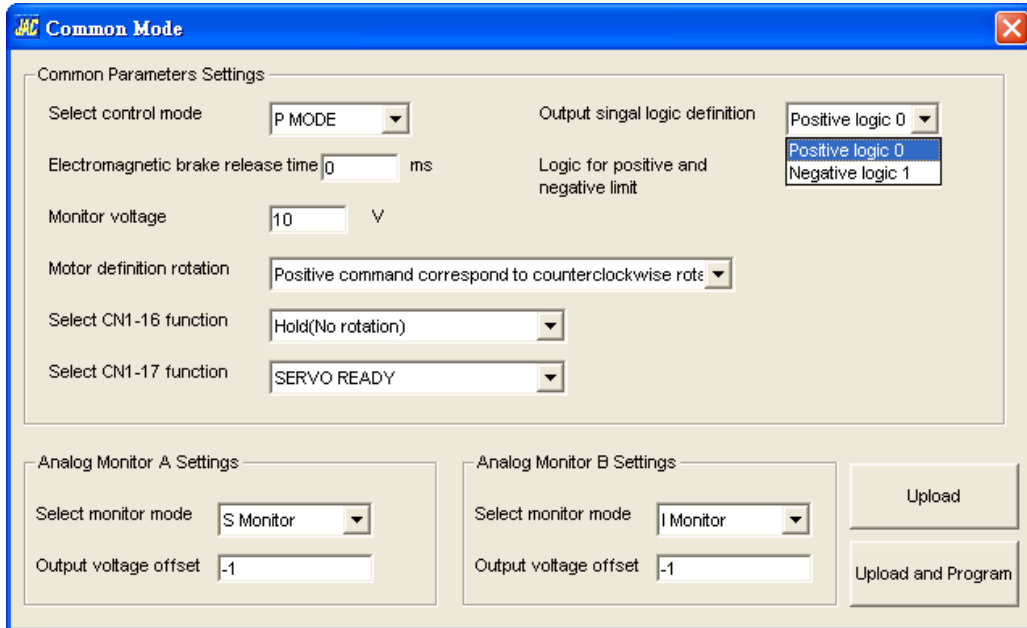 JAC Common Mode
Common Parameters Settings
Select control mode
P MODE
Output singal logic definition
Positive logic 0
Positive logic 0
Negative logic 1
Electromagnetic brake release time
0
ms
Logic for positive and
negative limit
Monitor voltage
10
V
Motor definition rotation
Positive command correspond to counterclockwise rota
Select CN1-16 function
Hold(No rotation)
Select CN1-17 function
SERVO READY
Analog Monitor A Settings
Select monitor mode
S Monitor
Output voltage offset
-1
Analog Monitor B Settings
Select monitor mode
I Monitor
Output voltage offset
-1
Upload
Upload and Program